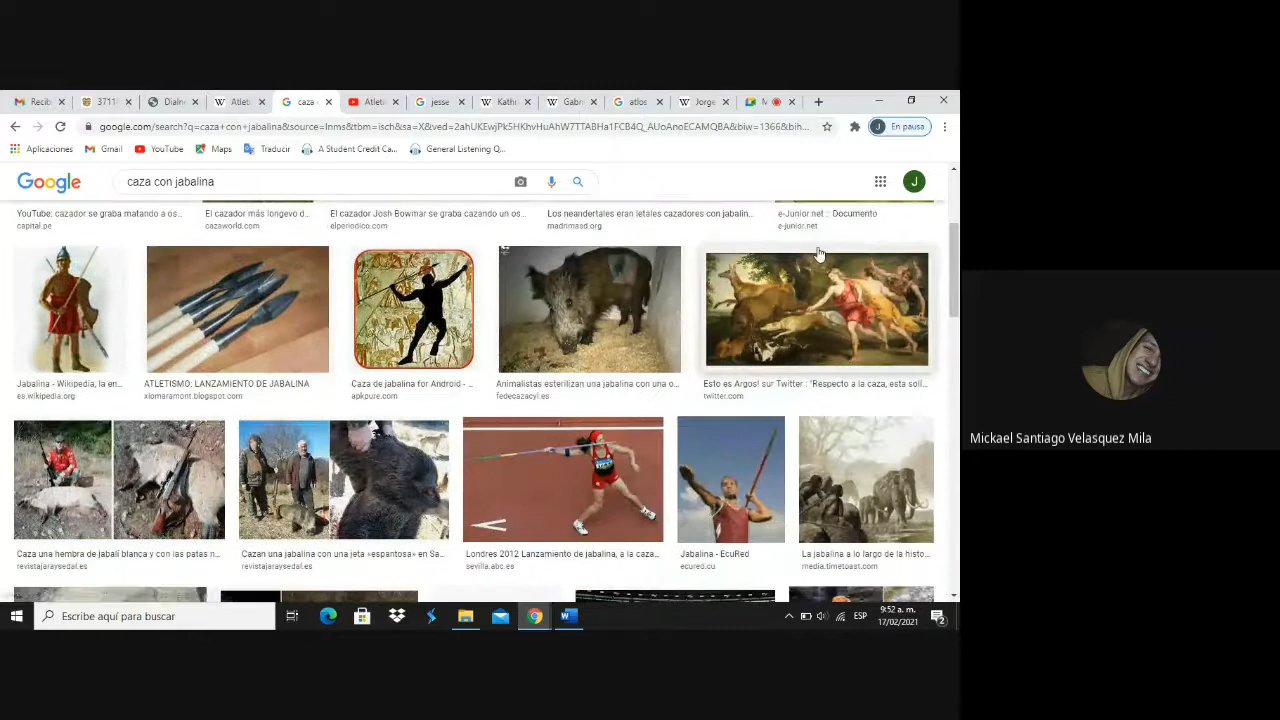 Recib
3711
Dialn
Atleti
caza
Atleti
jesse
Kathr
Gabri
atlos
Jorge
M
google.com/search?q=caza+con+jabalina&source=lnms&tbm=isch&sa=X&ved=2ahUKEwjPk5HKhvHuAhW7TTABHa1FCB4Q_AUoAnoECAMQBA&biw=1366&bih...
J En pausa
Aplicaciones
Gmail
YouTube
Maps
Traducir
A Student Credit Ca...
General Listening Q...
Google
caza con jabalina
J
YouTube: cazador se graba matando a os...
El cazador más longevo d...
El cazador Josh Bowmar se graba cazando un os...
Los neandertales eran letales cazadores con jabalin...
e-Junior.net :: Documento
capital.pe
cazaworld.com
elperiodico.com
madrimasd.org
e-junior.net
Jabalina - Wikipedia, la en...
ATLETISMO: LANZAMIENTO DE JABALINA
Caza de jabalina for Android - ...
Animalistas esterilizan una jabalina con una o...
Esto es Argos! sur Twitter : "Respecto a la caza, esta soli...
es.wikipedia.org
xiomaramont.blogspot.com
apkpure.com
fedecazacyl.es
twitter.com
Caza una hembra de jabalí blanca y con las patas n...
Cazan una jabalina con una jeta «espantosa» en Sa...
Londres 2012 Lanzamiento de jabalina, a la caza...
Jabalina - EcuRed
La jabalina a lo largo de la histo...
revistajaraysedal.es
revistajaraysedal.es
sevilla.abc.es
ecured.cu
media.timetoast.com
Escribe aquí para buscar
ESP
9:52 a. m.
17/02/2021
2
Mickael Santiago Velasquez Mila